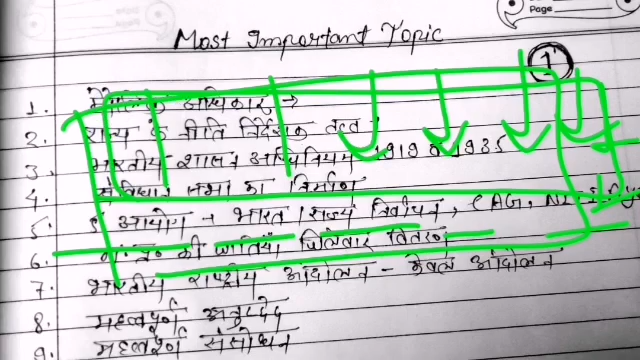 Page
Most Important Topic
1
1. मौलिक अधिकार →
2. राज्य के नीति निर्देशक तत्व
3. भारतीय शासन अधिनियम 1919 व 1935
4. संविधान सभा का निर्माण
5. आयोग → भारत / राज्य निर्वाचन, CAG,
6. की जातियां जिलेवार वितरण
7. भारतीय राष्ट्रीय आंदोलन - केवल आंदोलन
8. महत्वपूर्ण अनुच्छेद
9. महत्वपूर्ण संसोधन